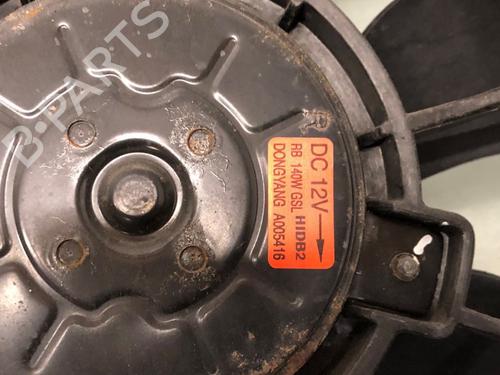 B-PARTS
DC 12V→
RB 140W GSL HIDB2
DONGYANG A005416